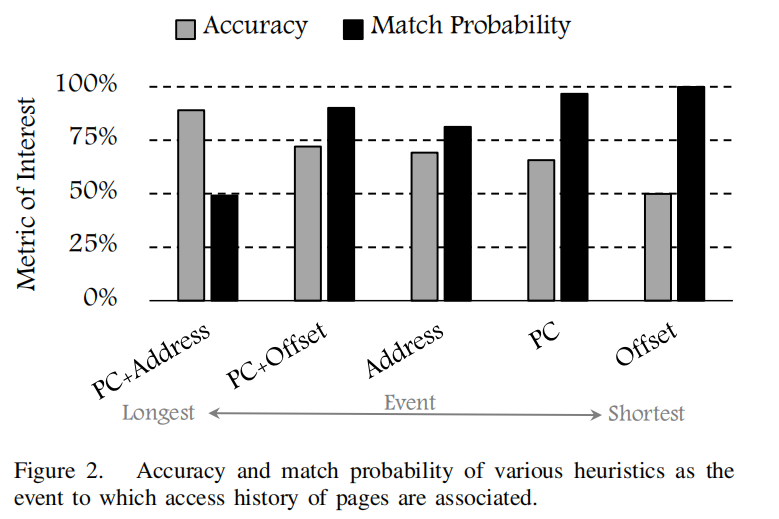 Accuracy Match Probability
100%
75%
50%
25%
0%
Metric of Interest
PC+Address
PC+Offset
Address
PC
Offset
Longest Event Shortest
Figure 2. Accuracy and match probability of various heuristics as the
event to which access history of pages are associated.